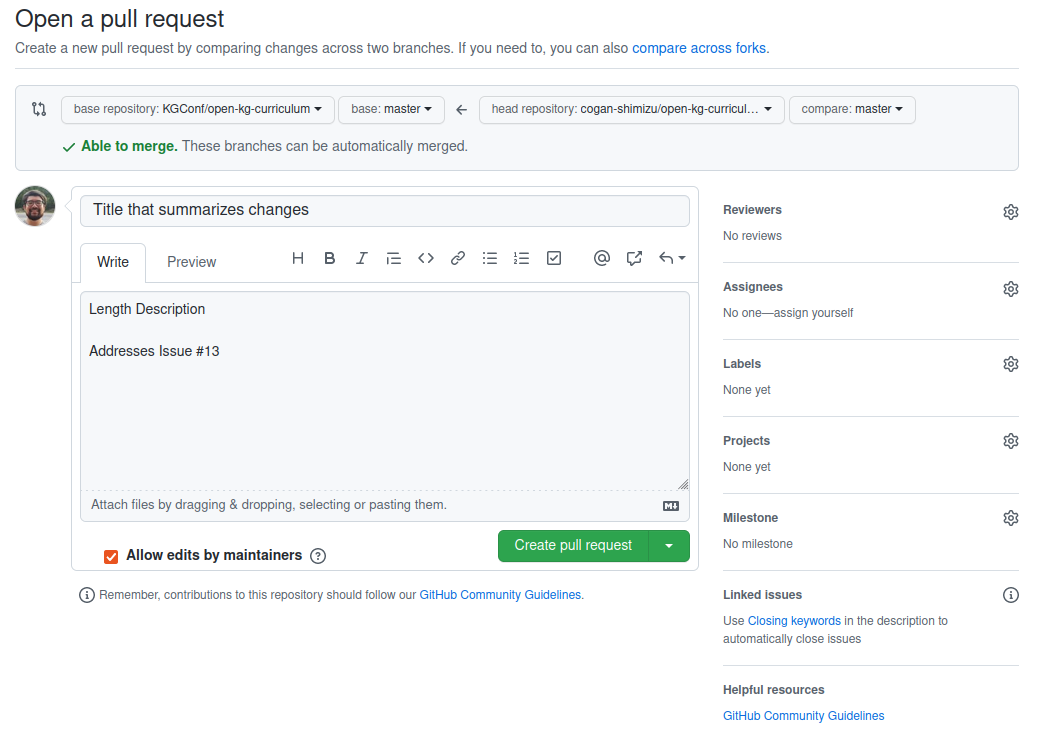 Open a pull request
Create a new pull request by comparing changes across two branches. If you need to, you can also compare across forks.
base repository: KGConf/open-kg-curriculum base: master head repository: cogan-shimizu/open-kg-curricul... compare: master
Able to merge. These branches can be automatically merged.
Title that summarizes changes
Write Preview
Length Description
Addresses Issue #13
Attach files by dragging & dropping, selecting or pasting them.
Allow edits by maintainers
Create pull request
Remember, contributions to this repository should follow our GitHub Community Guidelines.
Reviewers
No reviews
Assignees
No one—assign yourself
Labels
None yet
Projects
None yet
Milestone
No milestone
Linked issues
Use Closing keywords in the description to
automatically close issues
Helpful resources
GitHub Community Guidelines